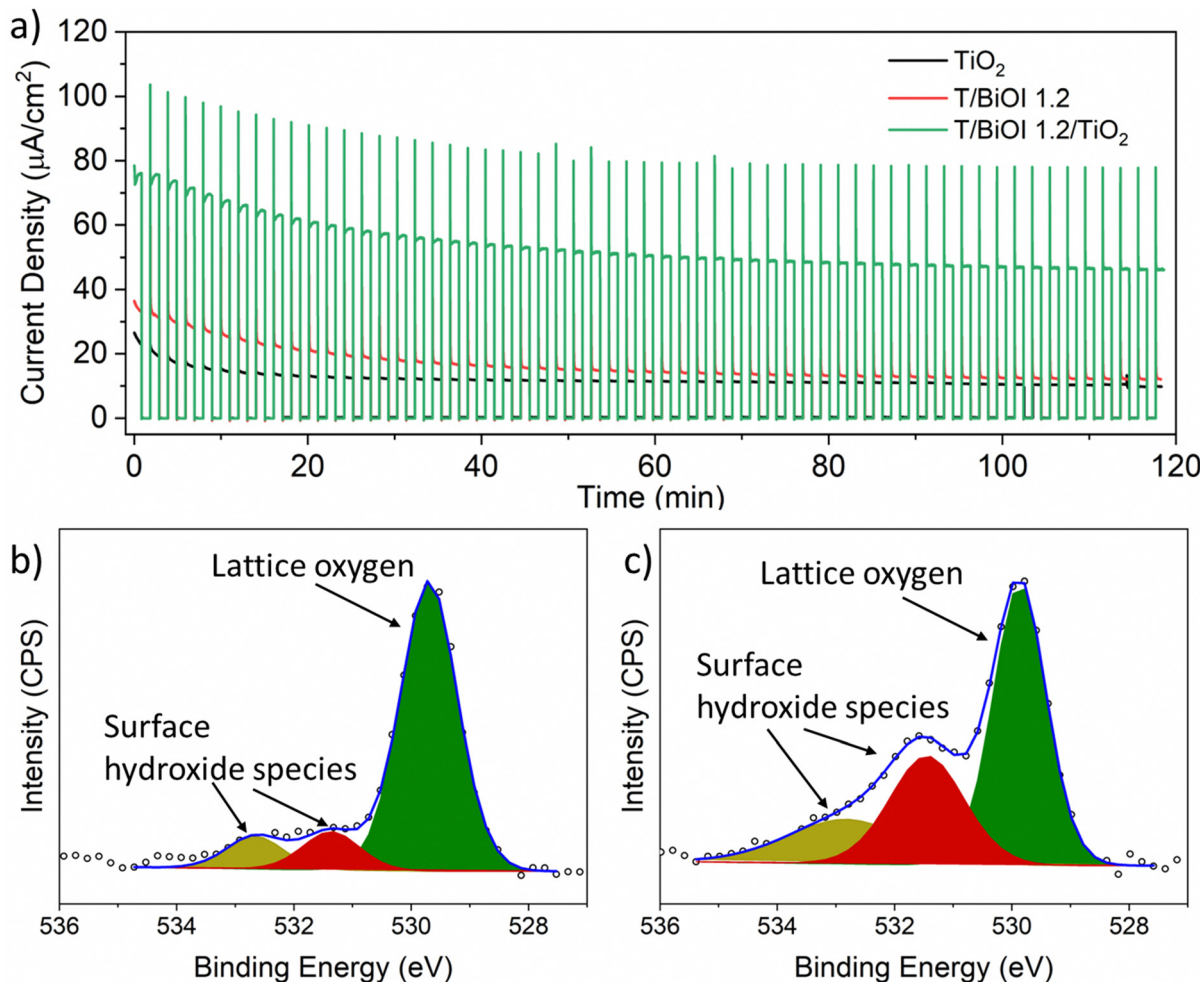 a)
120
100
80
60
40
20
0
Current Density (μA/cm²)
TiO₂
T/BiOI 1.2
T/BiOI 1.2/TiO₂
0 20 40 60 80 100 120
Time (min)
b)
Lattice oxygen
Surface
hydroxide species
Intensity (CPS)
536 534 532 530 528
Binding Energy (eV)
c)
Lattice oxygen
Surface
hydroxide species
Intensity (CPS)
536 534 532 530 528
Binding Energy (eV)